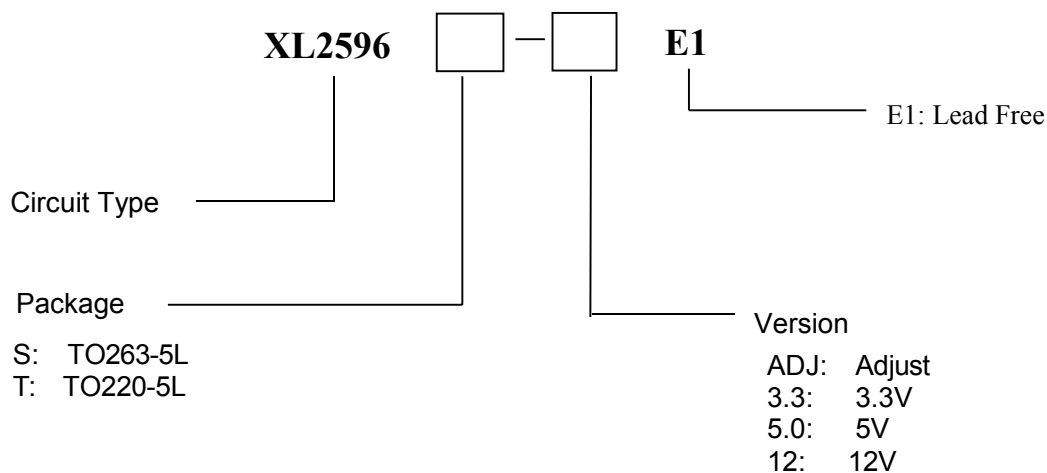 XL2596 – E1
E1: Lead Free
Circuit Type
Package
S: TO263-5L
T: TO220-5L
Version
ADJ: Adjust
3.3: 3.3V
5.0: 5V
12: 12V